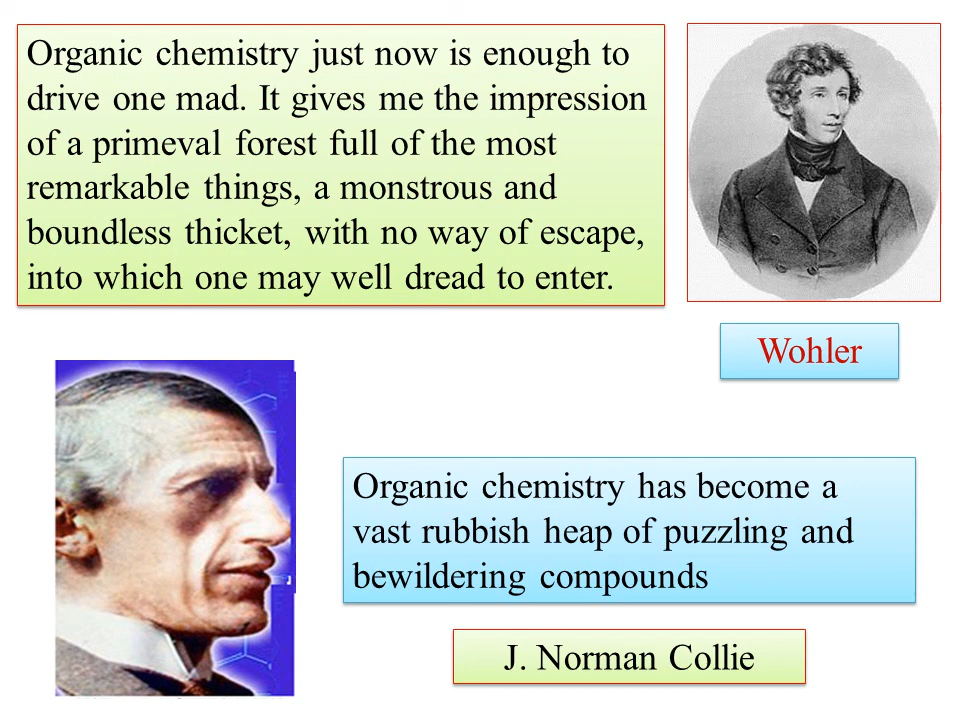 Organic chemistry just now is enough to
drive one mad. It gives me the impression
of a primeval forest full of the most
remarkable things, a monstrous and
boundless thicket, with no way of escape,
into which one may well dread to enter.
Wohler
Organic chemistry has become a
vast rubbish heap of puzzling and
bewildering compounds
J. Norman Collie